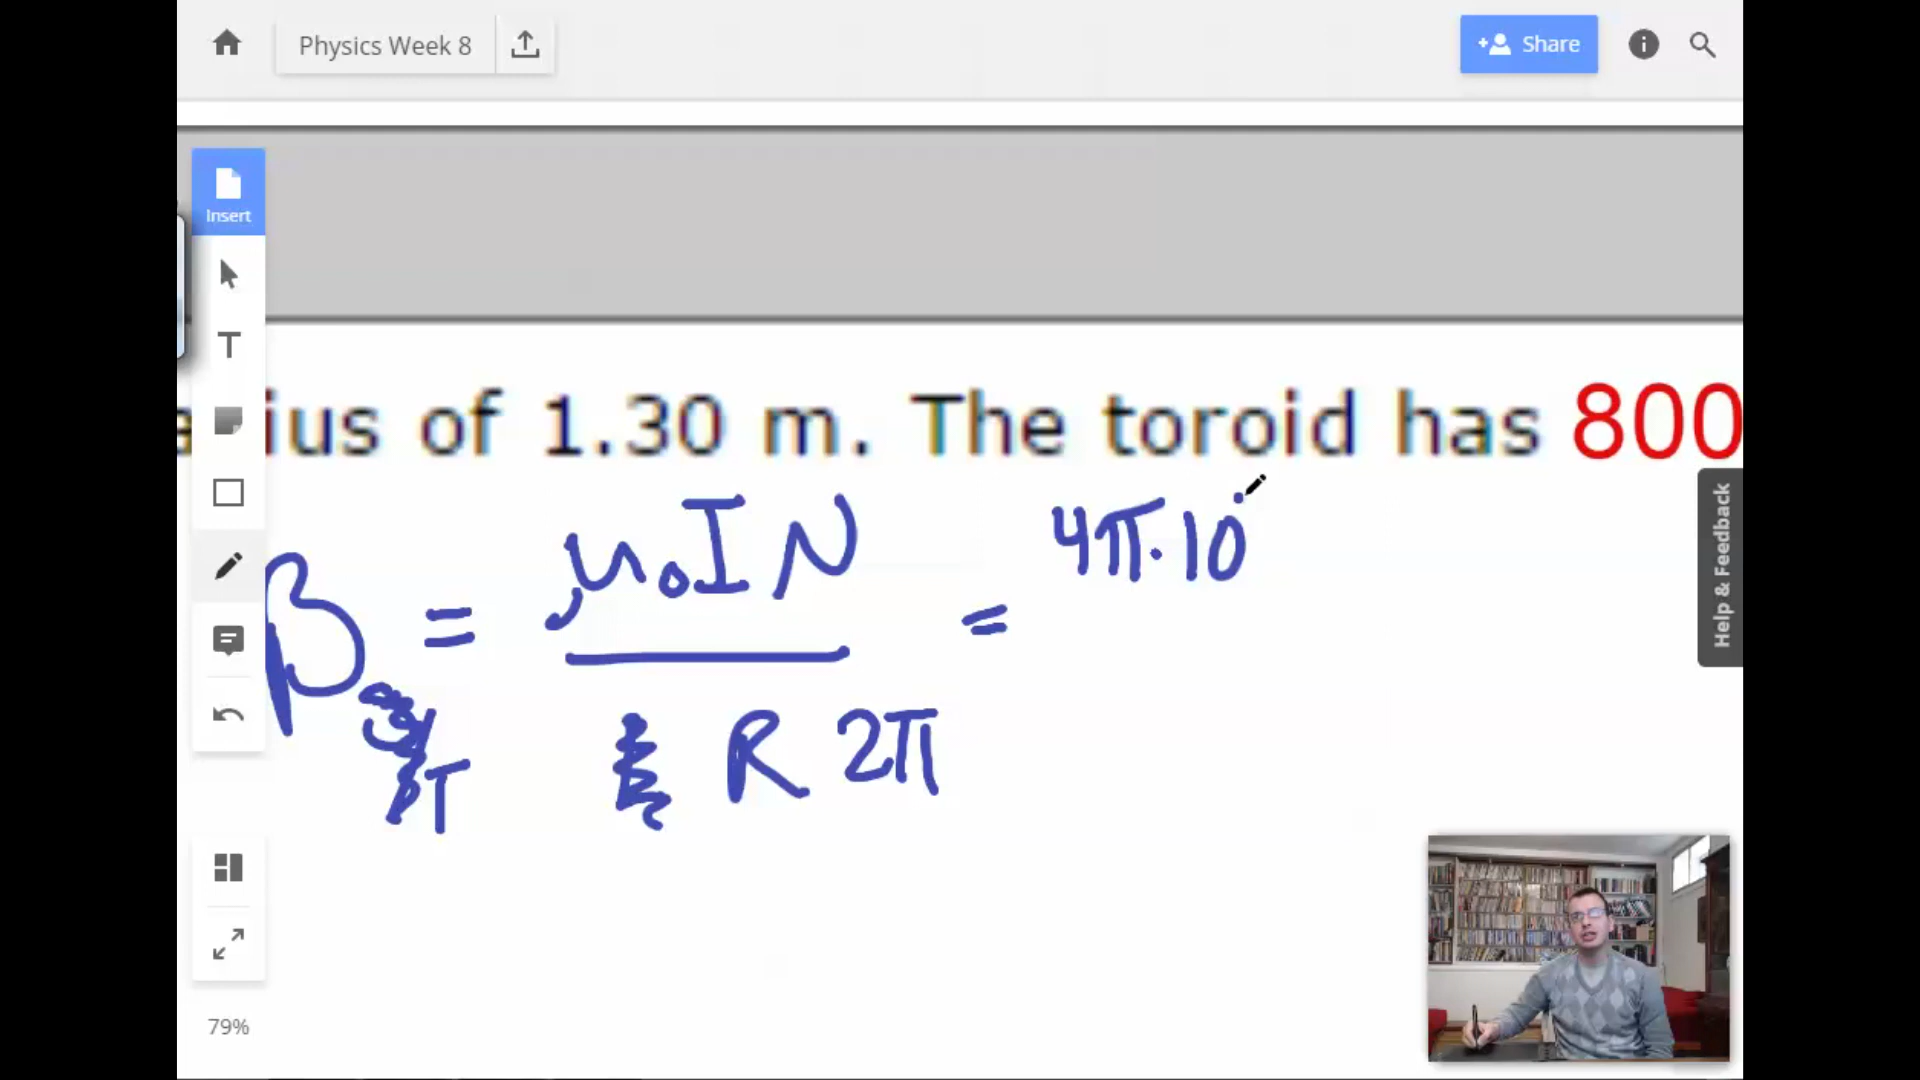 Physics Week 8
Share
Insert
T
ius of 1.30 m. The toroid has 800
B T = μ₀IN / R 2π = 4π·10
Help & Feedback
79%